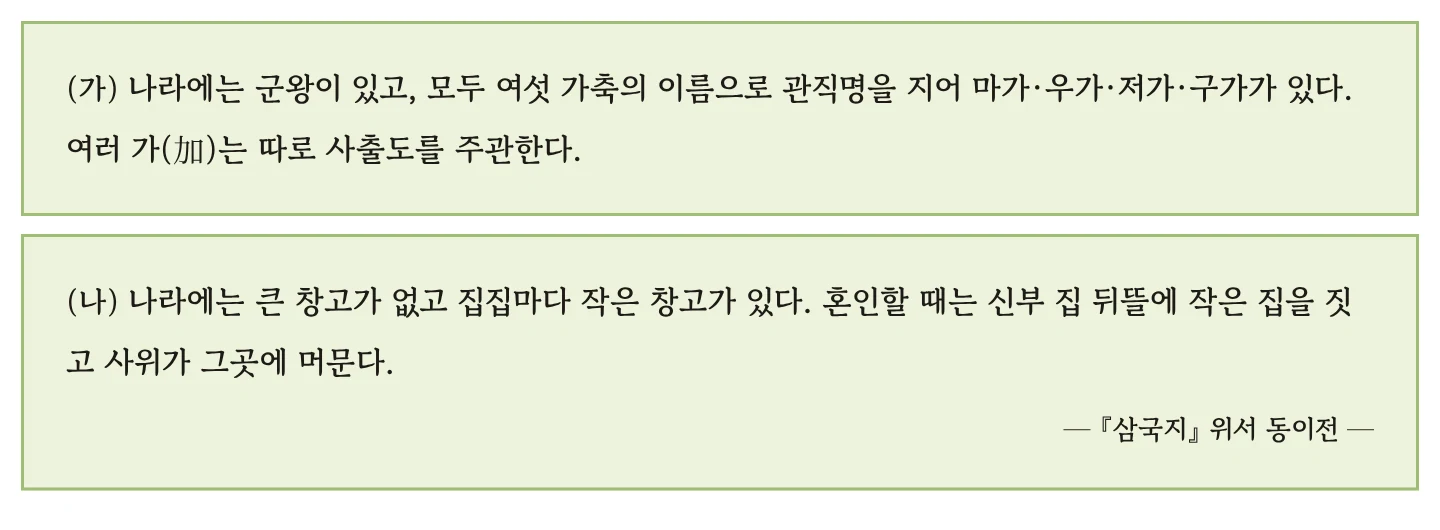 (가) 나라에는 군왕이 있고, 모두 여섯 가축의 이름으로 관직명을 지어 마가·우가·저가·구가가 있다.
여러 가(加)는 따로 사출도를 주관한다.
(나) 나라에는 큰 창고가 없고 집집마다 작은 창고가 있다. 혼인할 때는 신부 집 뒤뜰에 작은 집을 짓
고 사위가 그곳에 머문다.
― 『삼국지』 위서 동이전 ―